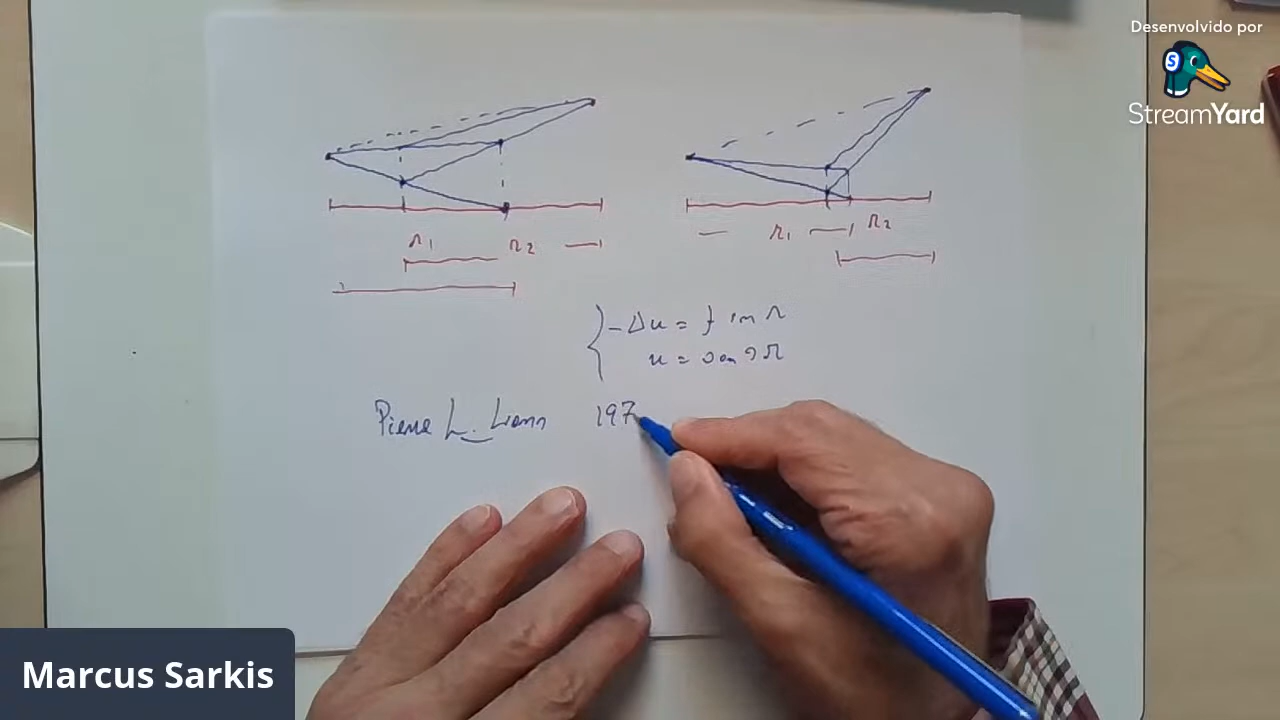 Desenvolvido por
StreamYard
Ω1 Ω2
Ω1 Ω2
-Δu = f in Ω
u = 0 on ∂Ω
Pierre L. Lions 197
Marcus Sarkis